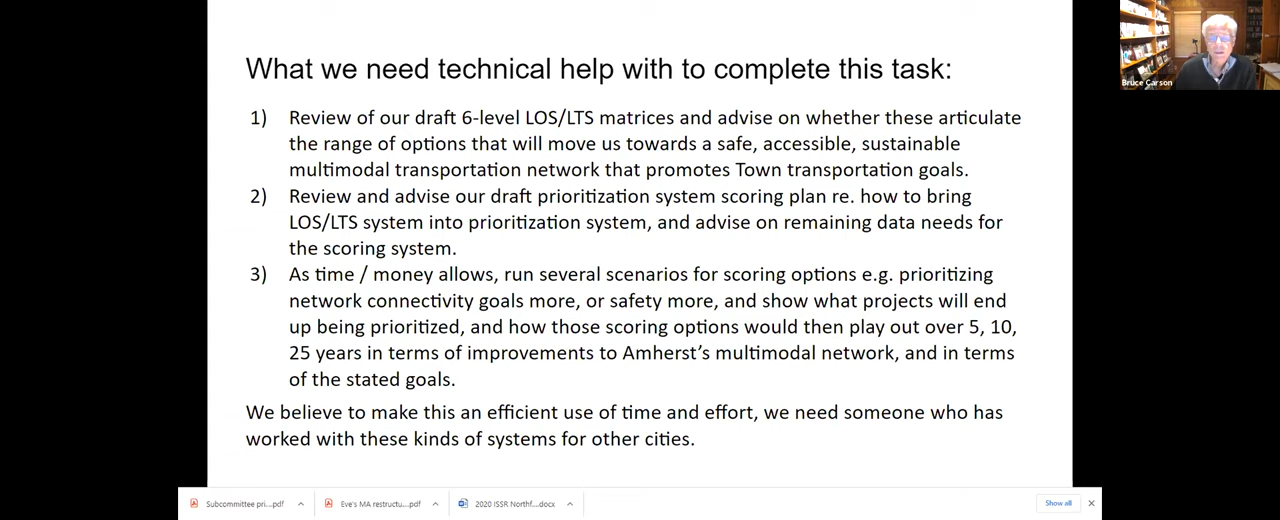 What we need technical help with to complete this task:
1) Review of our draft 6-level LOS/LTS matrices and advise on whether these articulate
the range of options that will move us towards a safe, accessible, sustainable
multimodal transportation network that promotes Town transportation goals.
2) Review and advise our draft prioritization system scoring plan re. how to bring
LOS/LTS system into prioritization system, and advise on remaining data needs for
the scoring system.
3) As time / money allows, run several scenarios for scoring options e.g. prioritizing
network connectivity goals more, or safety more, and show what projects will end
up being prioritized, and how those scoring options would then play out over 5, 10,
25 years in terms of improvements to Amherst’s multimodal network, and in terms
of the stated goals.
We believe to make this an efficient use of time and effort, we need someone who has
worked with these kinds of systems for other cities.
Bruce Carson
Subcommittee pri....pdf
Eve's MA restructu....pdf
2020 ISSR Northf....docx
Show all